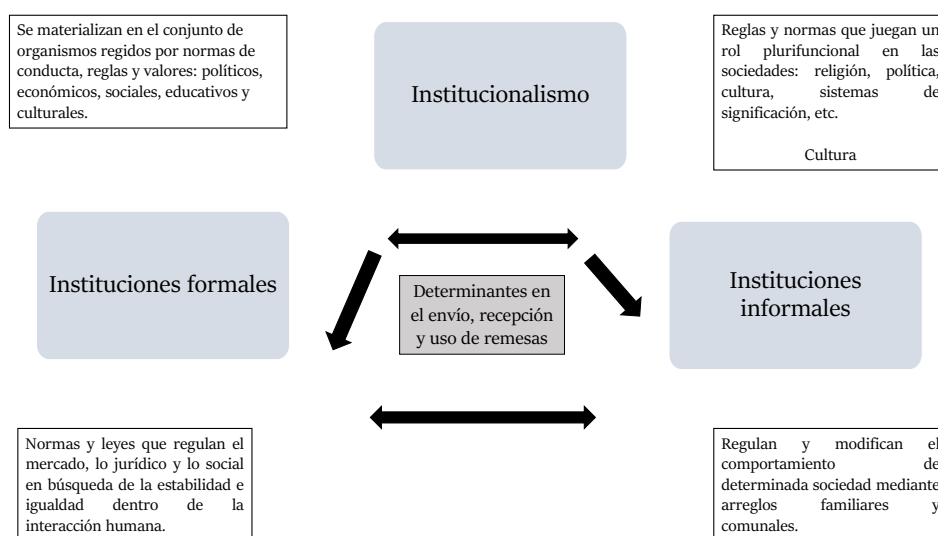 Se materializan en el conjunto de
organismos regidos por normas de
conducta, reglas y valores: políticos,
económicos, sociales, educativos y
culturales.
Institucionalismo
Reglas y normas que juegan un
rol plurifuncional en las
sociedades: religión, política,
cultura, sistemas de
significación, etc.
Cultura
Instituciones formales
Determinantes en
el envío, recepción
y uso de remesas
Instituciones
informales
Normas y leyes que regulan el
mercado, lo jurídico y lo social
en búsqueda de la estabilidad e
igualdad dentro de la
interacción humana.
Regulan y modifican el
comportamiento de
determinada sociedad mediante
arreglos familiares y
comunales.